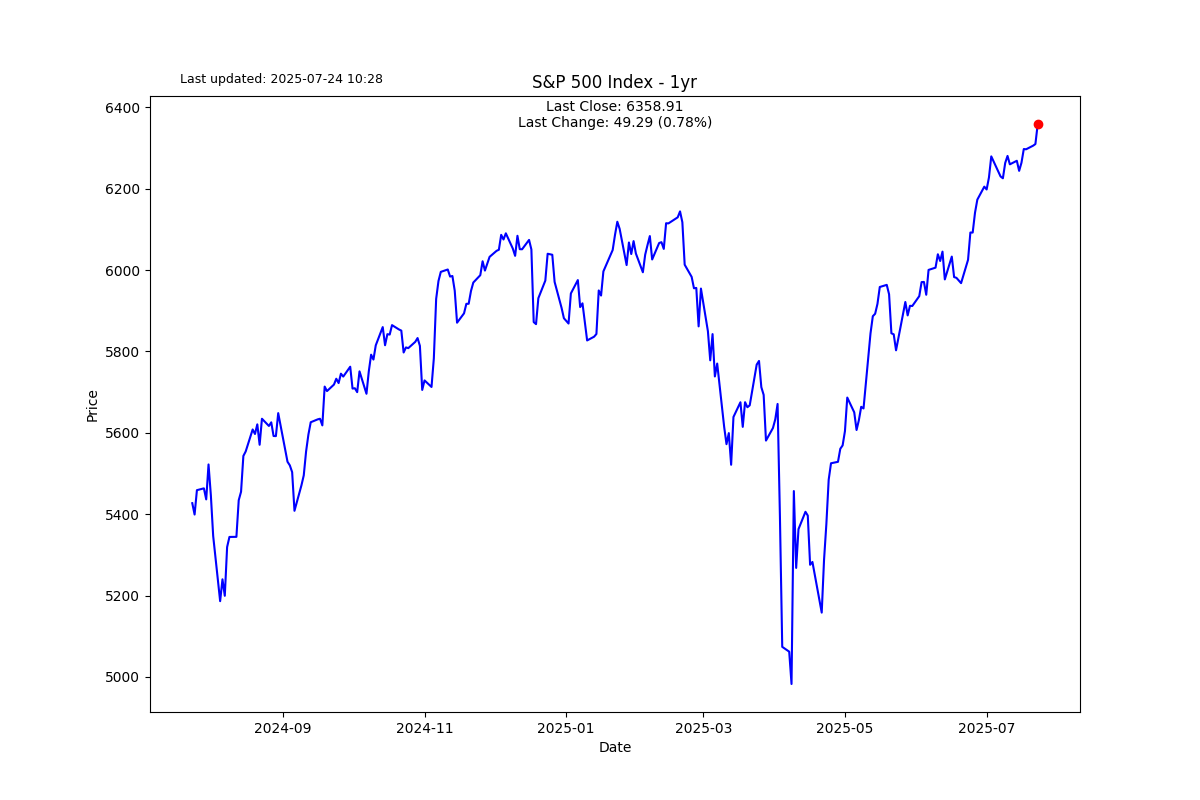 Last updated: 2025-07-24 10:28
S&P 500 Index - 1yr
Last Close: 6358.91
Last Change: 49.29 (0.78%)
Price
6400
6200
6000
5800
5600
5400
5200
5000
2024-09
2024-11
2025-01
2025-03
2025-05
2025-07
Date